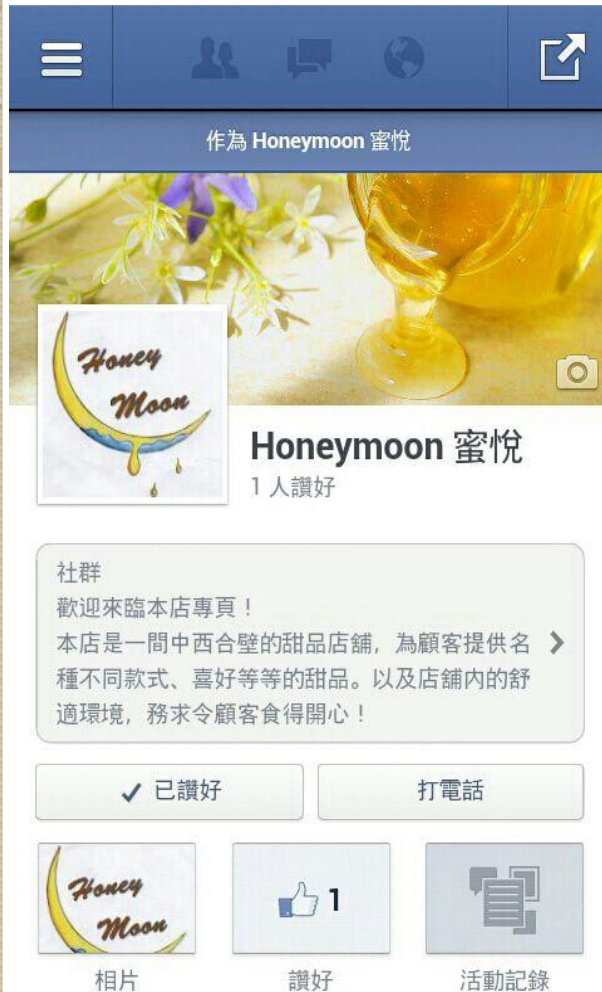 作為 Honeymoon 蜜悅
Honey
Moon
Honeymoon 蜜悅
1 人讚好
社群
歡迎來臨本店專頁！
本店是一間中西合壁的甜品店舖，為顧客提供名
種不同款式、喜好等等的甜品。以及店舖內的舒
適環境，務求令顧客食得開心！
已讚好
打電話
Honey
Moon
1
相片
讚好
活動記錄